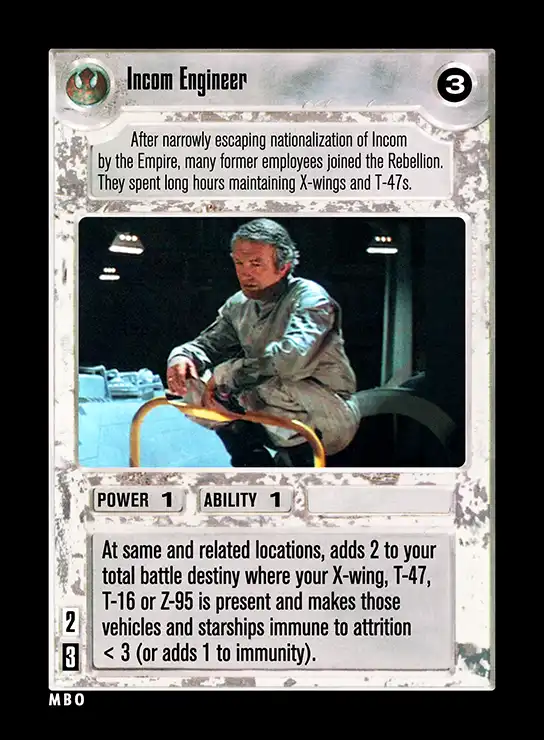 Incom Engineer
3
After narrowly escaping nationalization of Incom
by the Empire, many former employees joined the Rebellion.
They spent long hours maintaining X-wings and T-47s.
POWER 1 ABILITY 1
At same and related locations, adds 2 to your
total battle destiny where your X-wing, T-47,
T-16 or Z-95 is present and makes those
vehicles and starships immune to attrition
< 3 (or adds 1 to immunity).
2
3
MBO